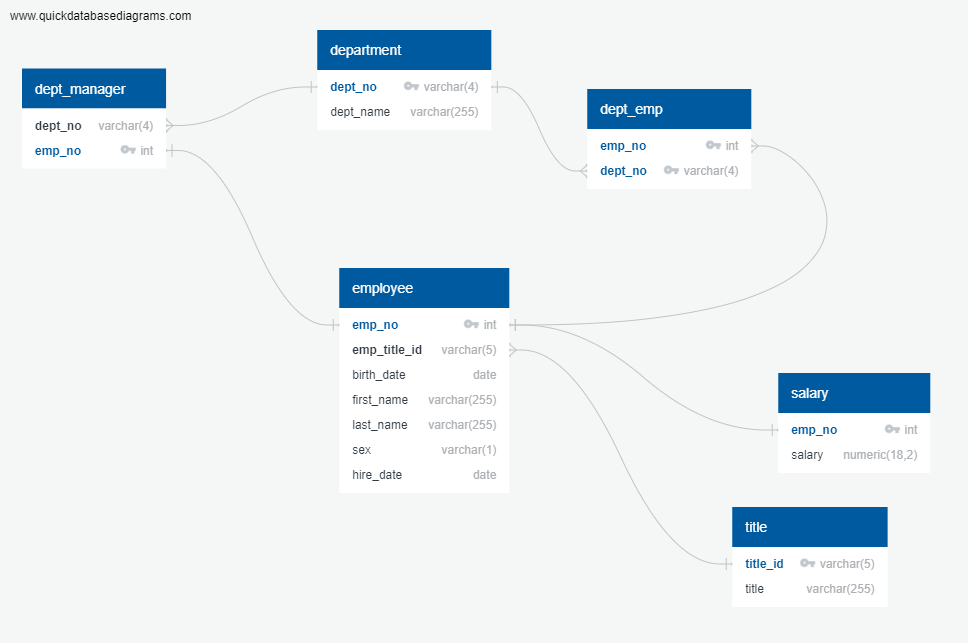 www.quickdatabasediagrams.com
dept_manager
dept_no varchar(4)
emp_no int
department
dept_no varchar(4)
dept_name varchar(255)
dept_emp
emp_no int
dept_no varchar(4)
employee
emp_no int
emp_title_id varchar(5)
birth_date date
first_name varchar(255)
last_name varchar(255)
sex varchar(1)
hire_date date
salary
emp_no int
salary numeric(18,2)
title
title_id varchar(5)
title varchar(255)